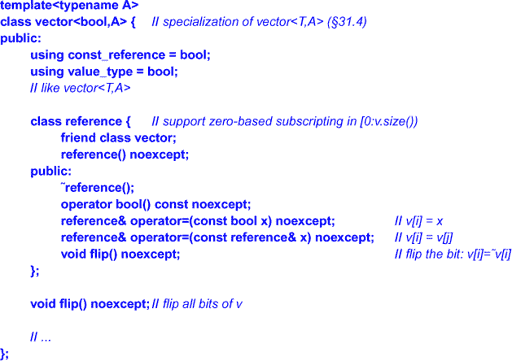 template<typename A>
class vector<bool,A> { // specialization of vector<T,A> (§31.4)
public:
using const_reference = bool;
using value_type = bool;
// like vector<T,A>
class reference { // support zero-based subscripting in [0:v.size())
friend class vector;
reference() noexcept;
public:
˜reference();
operator bool() const noexcept;
reference& operator=(const bool x) noexcept; // v[i] = x
reference& operator=(const reference& x) noexcept; // v[i] = v[j]
void flip() noexcept; // flip the bit: v[i]=˜v[i]
};
void flip() noexcept; // flip all bits of v
// ...
};